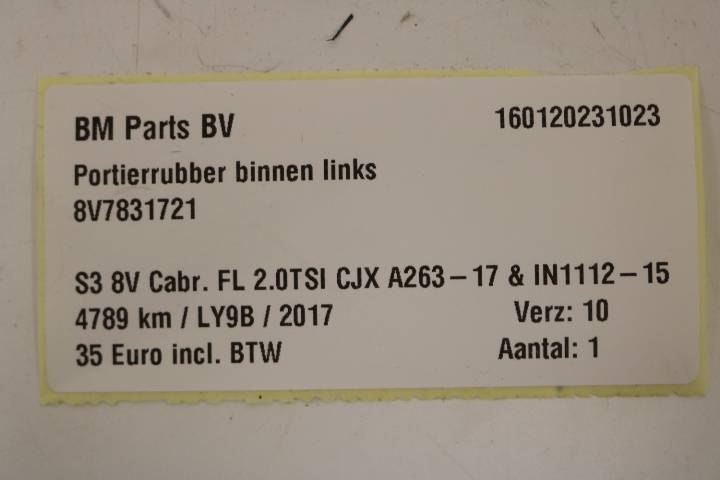 BM Parts BV 160120231023
Portierrubber binnen links
8V7831721
S3 8V Cabr. FL 2.0TSI CJX A263-17 & IN1112-15
4789 km / LY9B / 2017 Verz: 10
35 Euro incl. BTW Aantal: 1